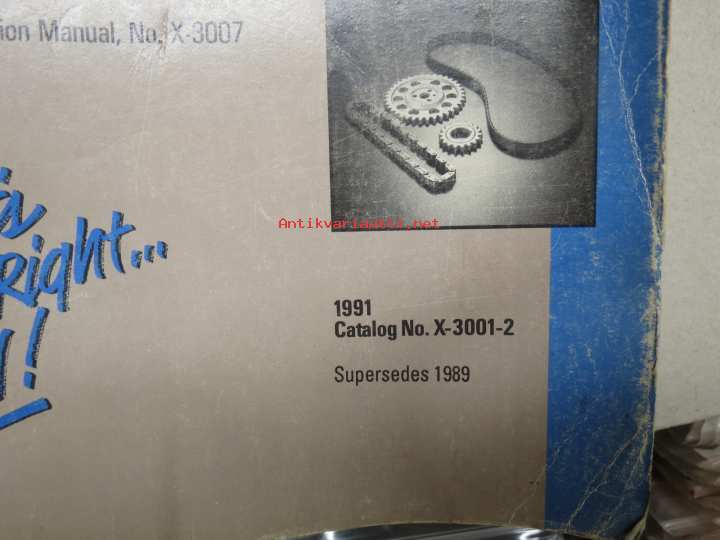 ion Manual, No. X-3007
Right...
!
Antikvariaatti.net
1991
Catalog No. X-3001-2
Supersedes 1989